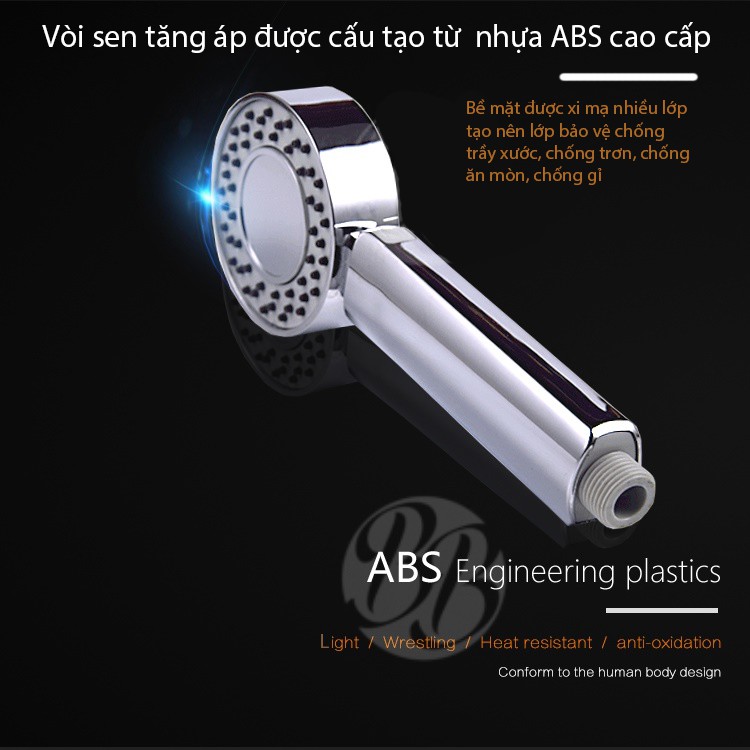 Vòi sen tăng áp được cấu tạo từ nhựa ABS cao cấp
Bề mặt được xi mạ nhiều lớp
tạo nên lớp bảo vệ chống
trầy xước, chống trơn, chống
ăn mòn, chống gỉ
BB
ABS Engineering plastics
Light / Wrestling / Heat resistant / anti-oxidation
Conform to the human body design